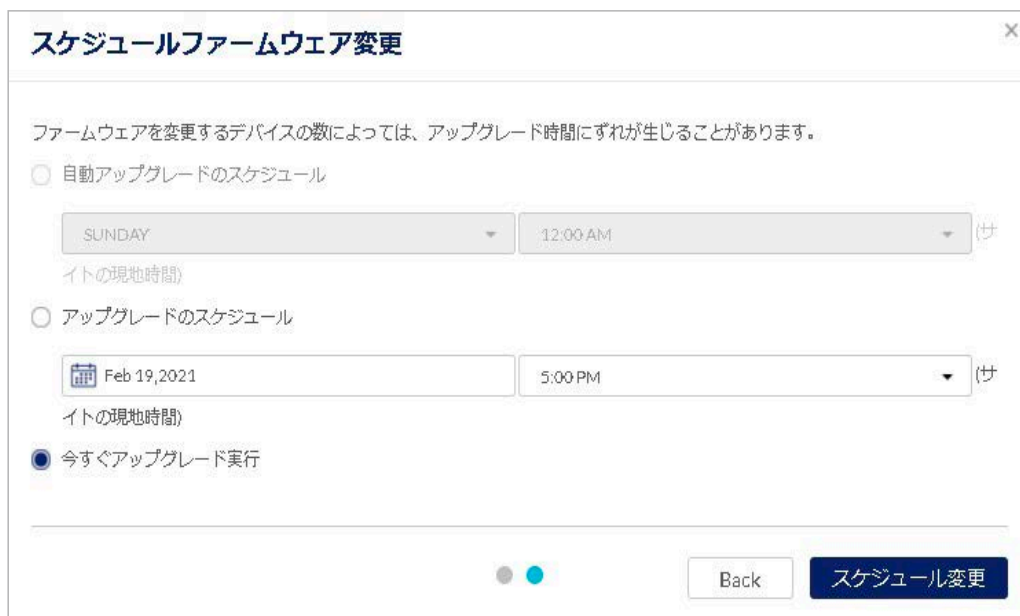 スケジュールファームウェア変更
×
ファームウェアを変更するデバイスの数によっては、アップグレード時間にずれが生じることがあります。
自動アップグレードのスケジュール
SUNDAY 12:00 AM (サ
イトの現地時間)
アップグレードのスケジュール
Feb 19,2021 5:00 PM (サ
イトの現地時間)
今すぐアップグレード実行
Back スケジュール変更